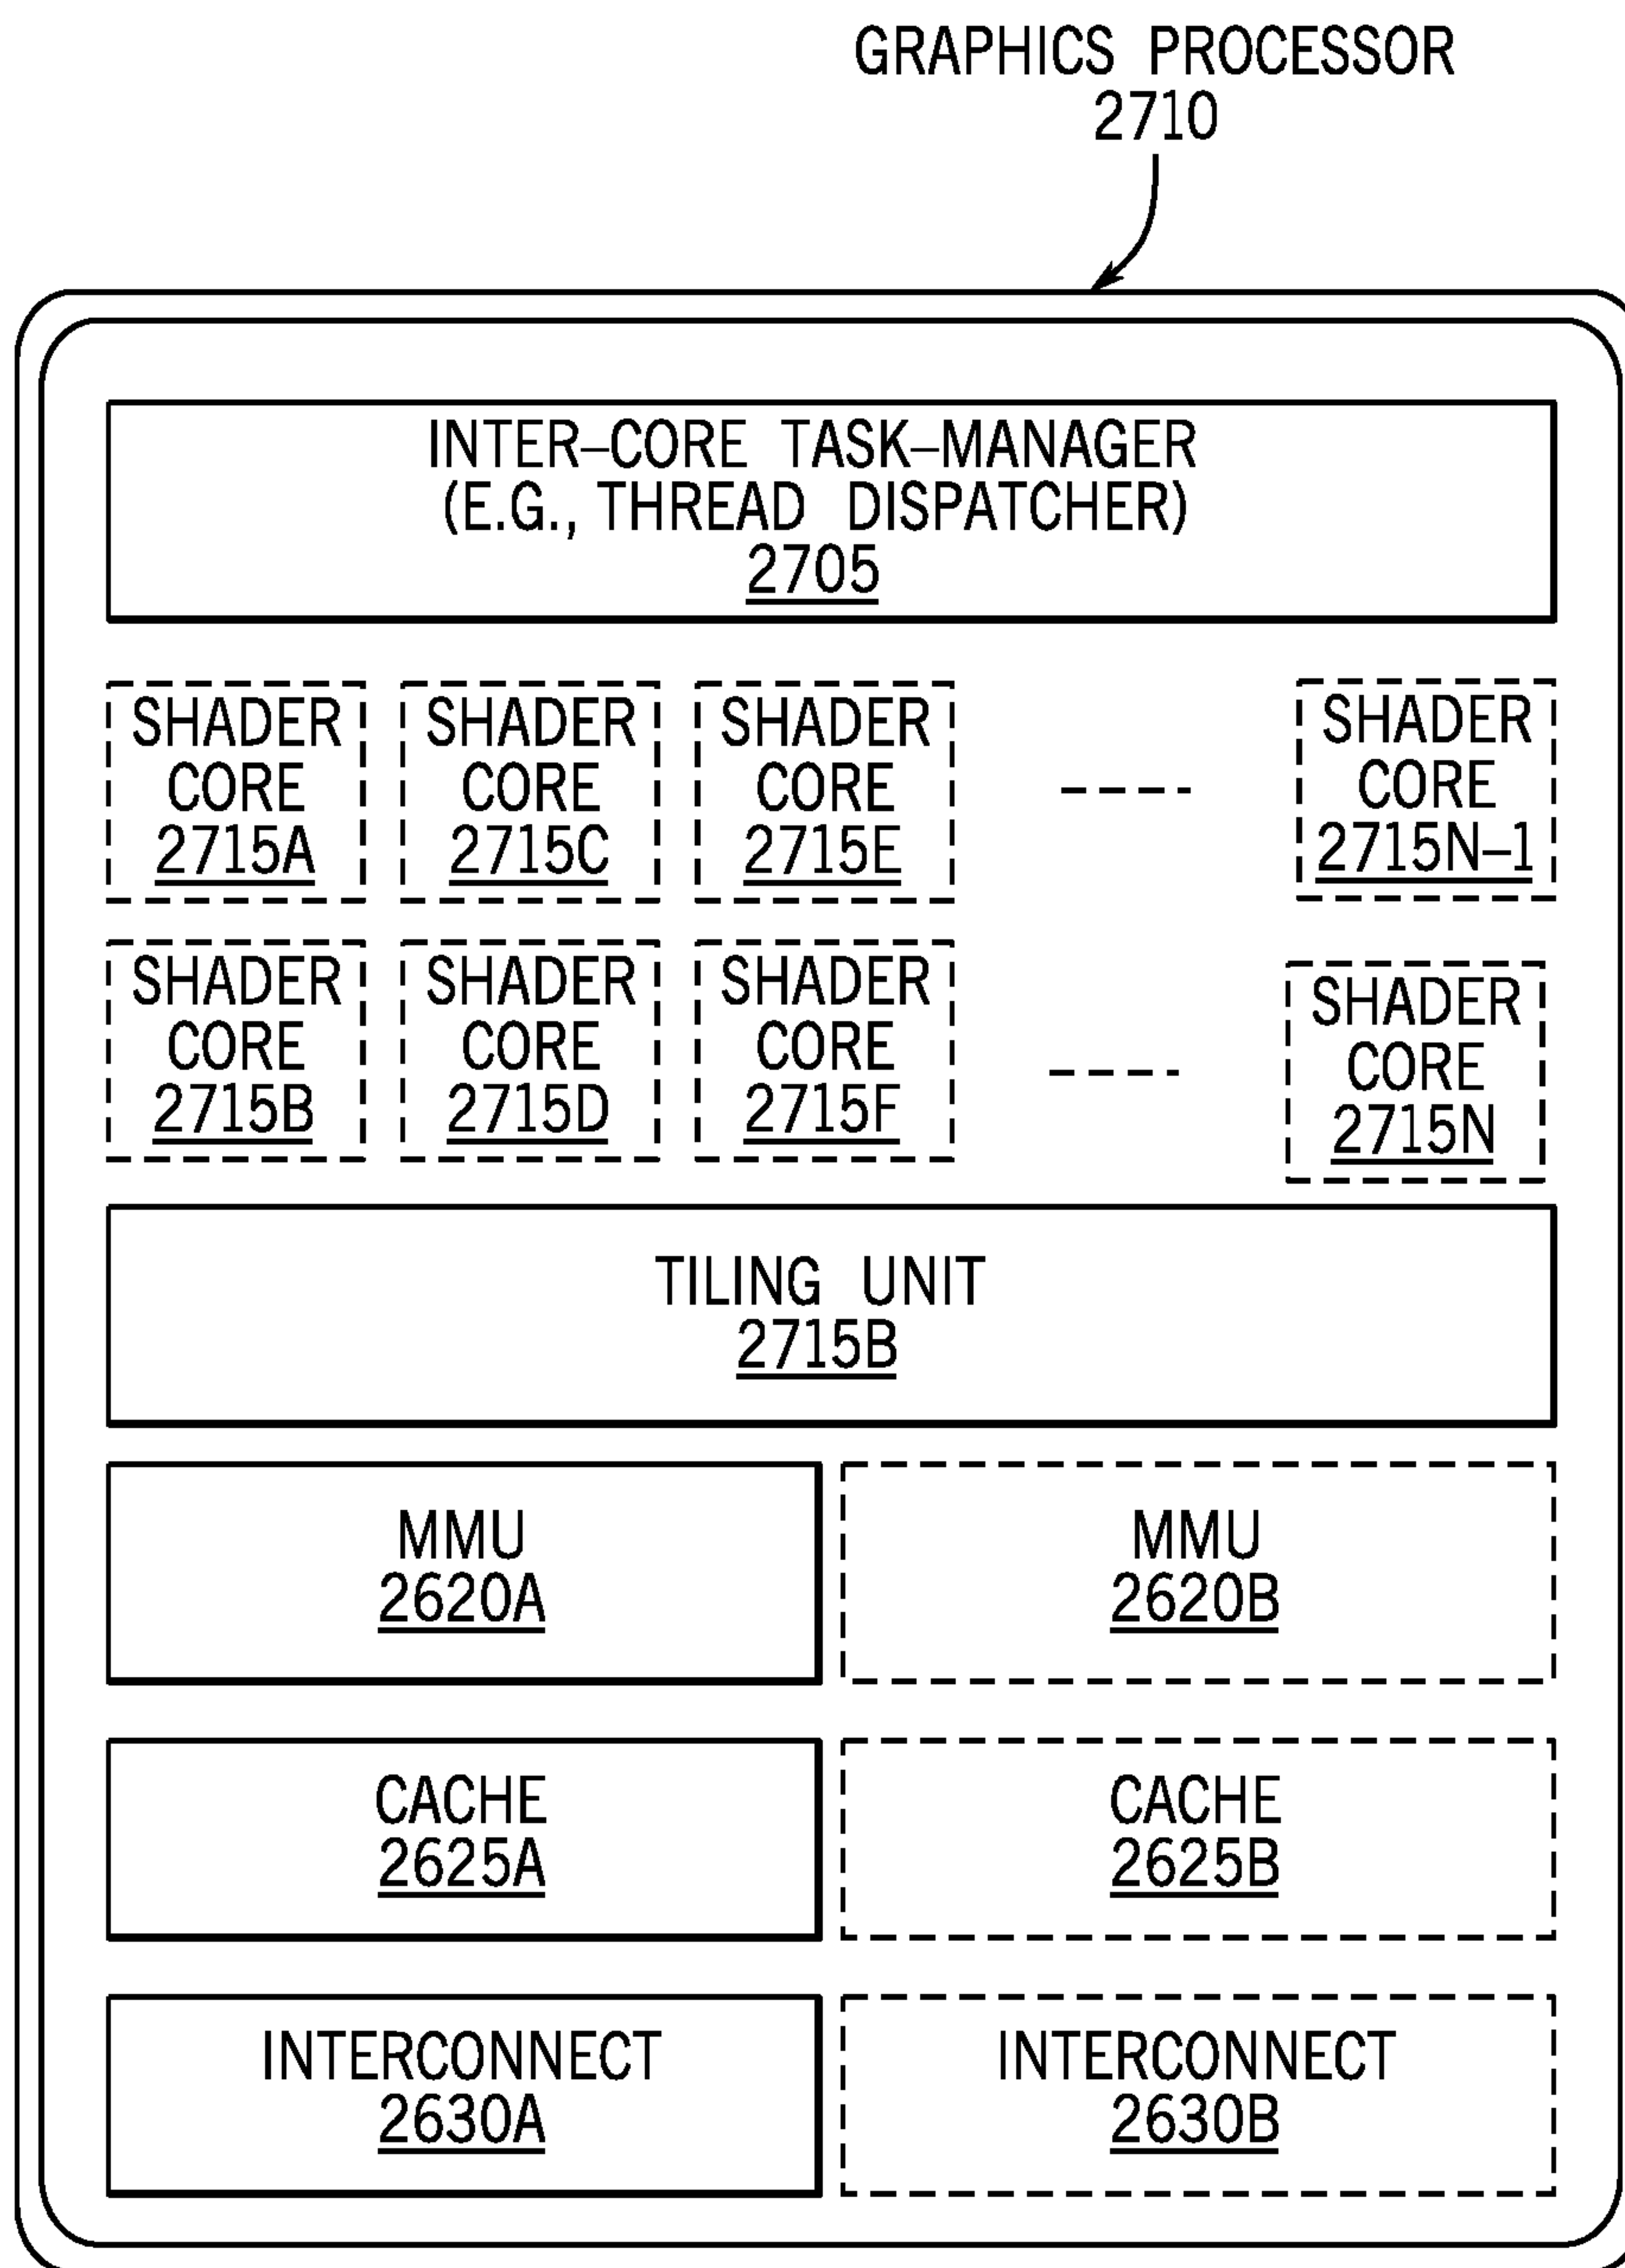 GRAPHICS PROCESSOR
2710
INTER–CORE TASK–MANAGER
(E.G., THREAD DISPATCHER)
2705
SHADER
CORE
2715A
SHADER
CORE
2715C
SHADER
CORE
2715E
SHADER
CORE
2715N–1
SHADER
CORE
2715B
SHADER
CORE
2715D
SHADER
CORE
2715F
SHADER
CORE
2715N
TILING UNIT
2715B
MMU
2620A
MMU
2620B
CACHE
2625A
CACHE
2625B
INTERCONNECT
2630A
INTERCONNECT
2630B